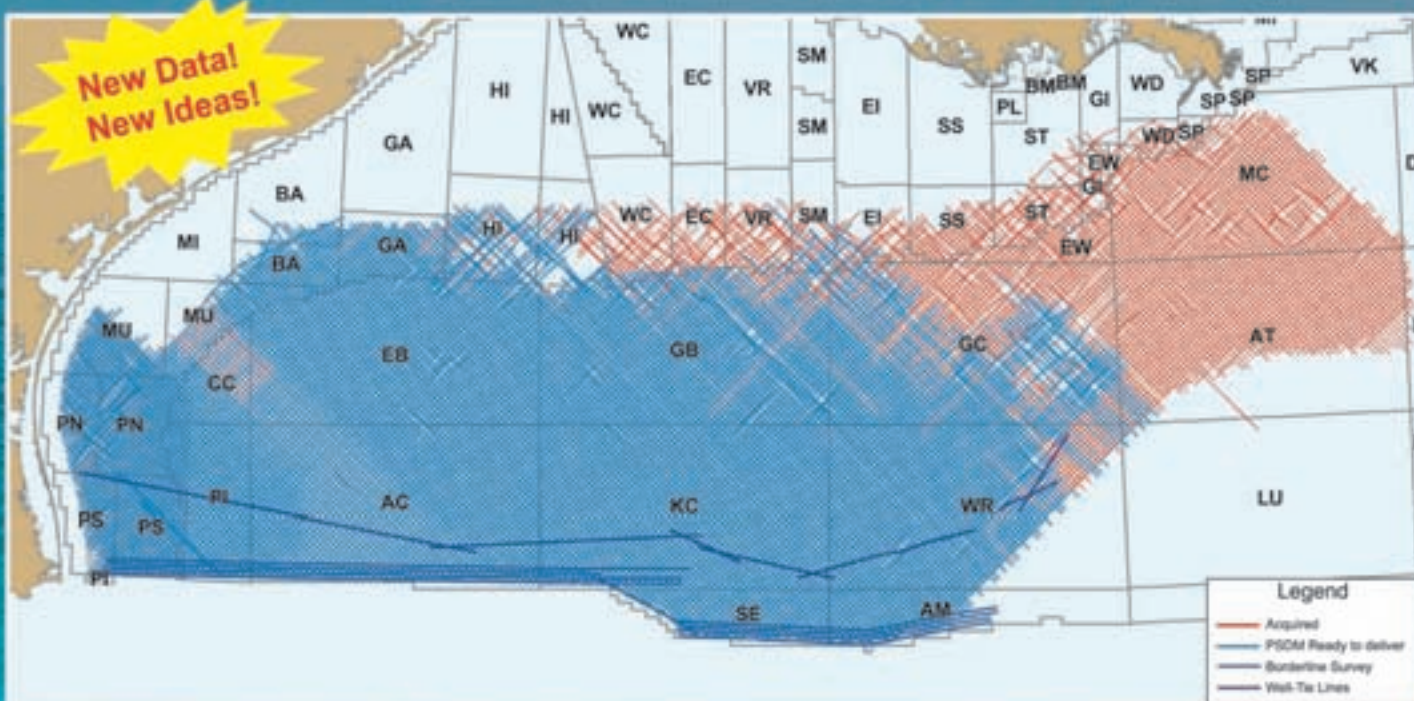 New Data!
New Ideas!
WC
HI
EC
VR
SM
HI
WC
EI
SM
SS
PL
BM
BM
GI
WD
SP
SP
SP
VK
GA
ST
BA
MI
EW
WD
SP
GI
MC
HI
HI
WC
EC
VR
SM
EI
SS
ST
EW
BA
GA
MU
MU
EB
GB
GC
AT
CC
PN
PN
PI
AC
KC
WR
LU
PS
PS
PI
SE
AM
Legend
Acquired
PSDM Ready to deliver
Borderline Survey
Well-Tie Lines